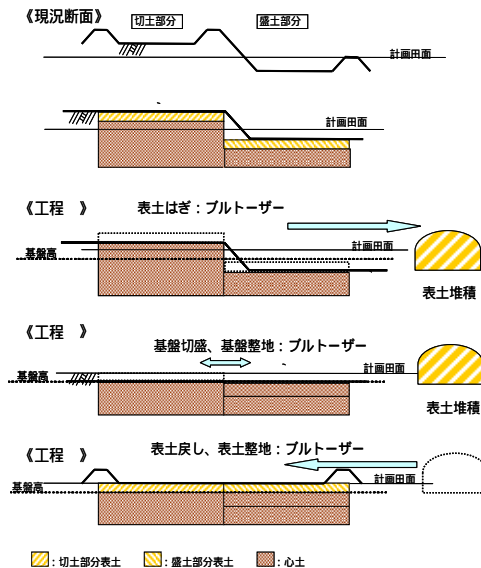 《現況断面》
切土部分
盛土部分
計画田面
計画田面
《工程　》
表土はぎ：ブルトーザー
計画田面
基盤高
表土堆積
《工程　》
基盤切盛、基盤整地：ブルトーザー
計画田面
基盤高
表土堆積
《工程　》
表土戻し、表土整地：ブルトーザー
計画田面
基盤高
：切土部分表土　：盛土部分表土　：心土